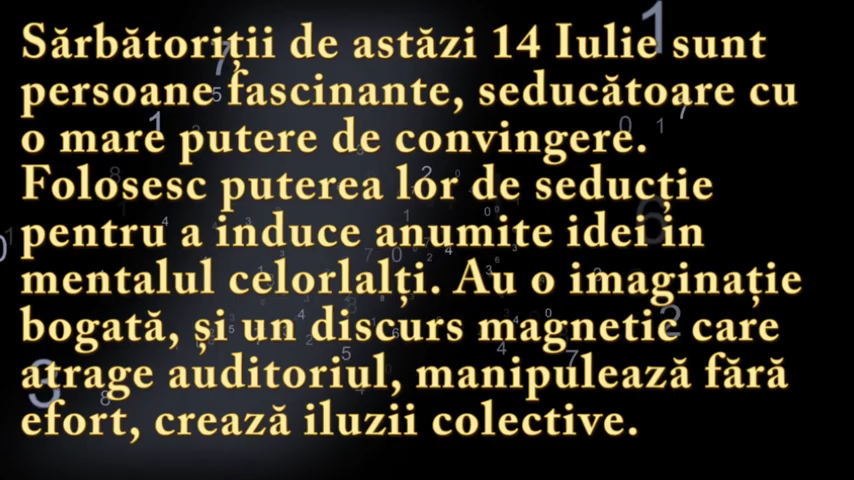 Sărbătoriții de astăzi 14 Iulie sunt
persoane fascinante, seducătoare cu
o mare putere de convingere.
Folosesc puterea lor de seducție
pentru a induce anumite idei în
mentalul celorlalți. Au o imaginație
bogată, și un discurs magnetic care
atrage auditoriul, manipulează fără
efort, crează iluzii colective.